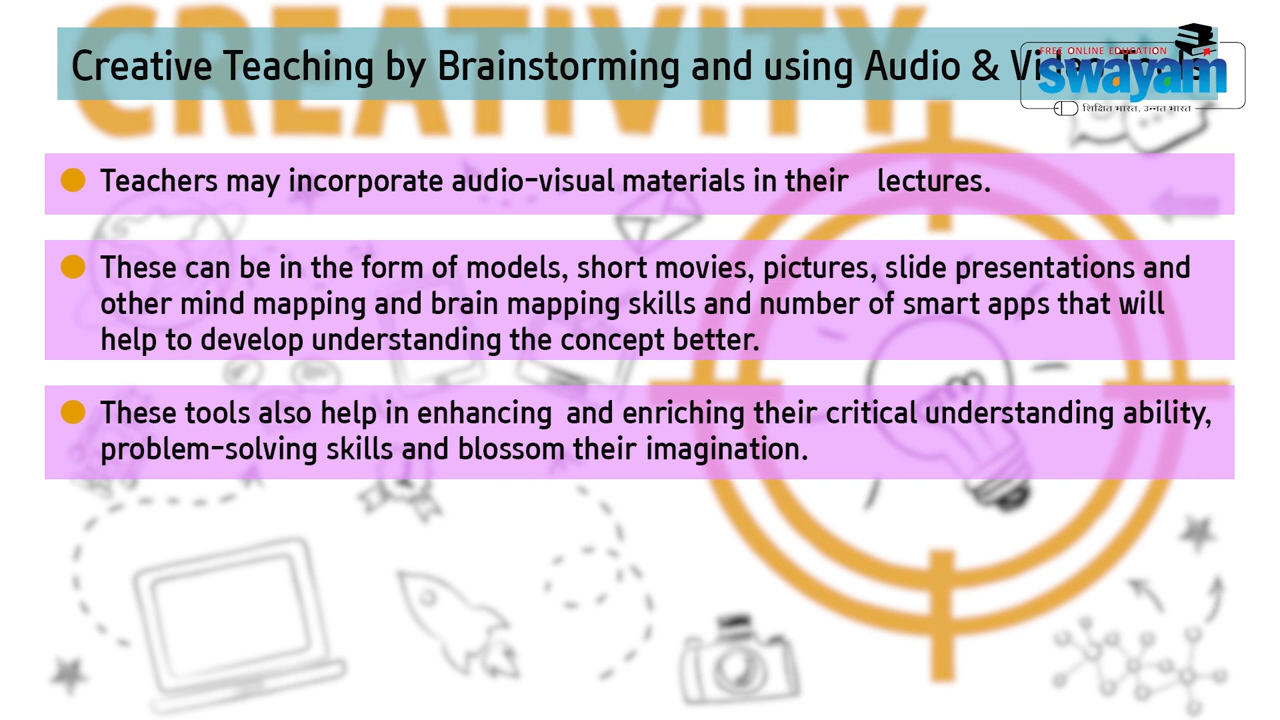 CREATIVITY
Creative Teaching by Brainstorming and using Audio & Video Tools
FREE ONLINE EDUCATION
swayam
शिक्षित भारत, उन्नत भारत
Teachers may incorporate audio-visual materials in their lectures.
These can be in the form of models, short movies, pictures, slide presentations and
other mind mapping and brain mapping skills and number of smart apps that will
help to develop understanding the concept better.
These tools also help in enhancing and enriching their critical understanding ability,
problem-solving skills and blossom their imagination.